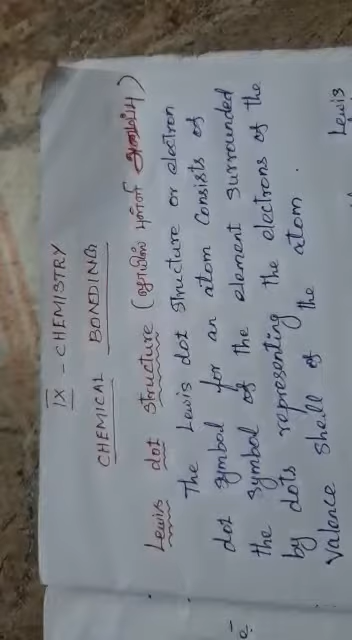 IX - CHEMISTRY
CHEMICAL BONDING
Lewis dot structure (லூயிஸ் புள்ளி அமைப்பு)
The Lewis dot structure or electron
dot symbol for an atom consists of
the symbol of the element surrounded
by dots representing the electrons of the
valence shell of the atom.
Lewis